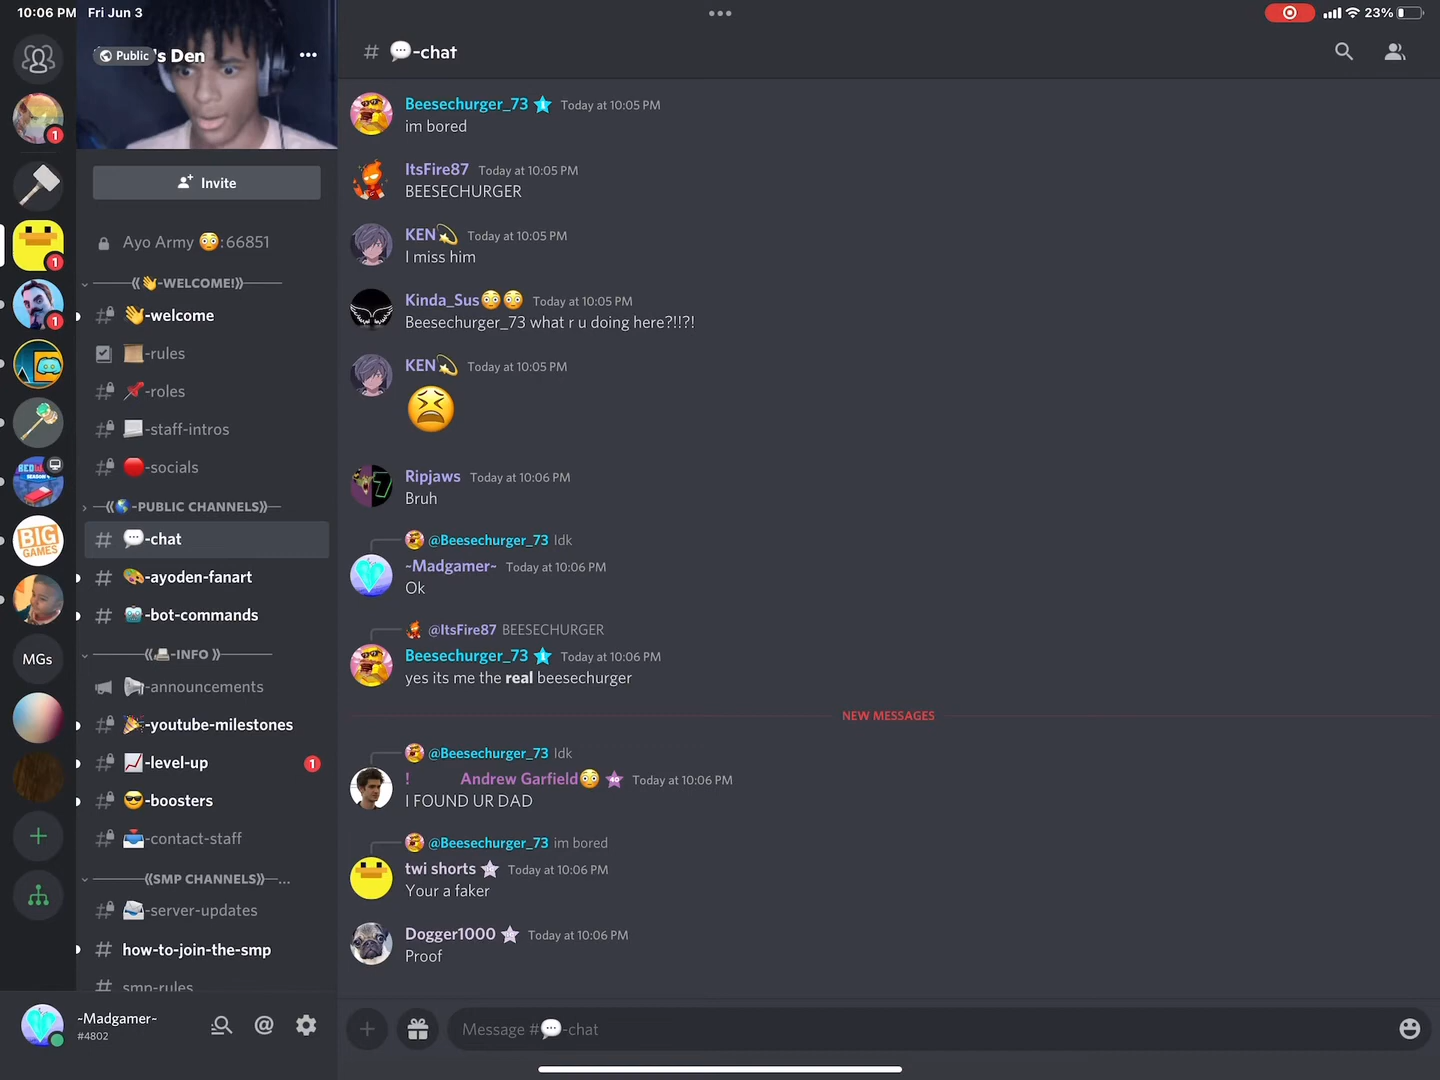 10:06 PM Fri Jun 3
23%
Public
's Den
Invite
Ayo Army 😳:66851
((👋-WELCOME!))
👋-welcome
📜-rules
📌-roles
-staff-intros
🔴-socials
((🌎-PUBLIC CHANNELS))
💬-chat
🎨-ayoden-fanart
🤖-bot-commands
((📠-INFO ))
📢-announcements
🎉-youtube-milestones
📈-level-up
1
😎-boosters
📥-contact-staff
((SMP CHANNELS))—...
📨-server-updates
how-to-join-the-smp
smp-rules
~Madgamer~
#4802
1
1
1
RED
SEASON
BIG
GAMES
MGs
# 💬-chat
Beesechurger_73 Today at 10:05 PM
im bored
ItsFire87 Today at 10:05 PM
BEESECHURGER
KEN💫 Today at 10:05 PM
I miss him
Kinda_Sus😳😳 Today at 10:05 PM
Beesechurger_73 what r u doing here?!!?!
KEN💫 Today at 10:05 PM
😫
Ripjaws Today at 10:06 PM
Bruh
@Beesechurger_73 Idk
~Madgamer~ Today at 10:06 PM
Ok
@ItsFire87 BEESECHURGER
Beesechurger_73 Today at 10:06 PM
yes its me the real beesechurger
NEW MESSAGES
@Beesechurger_73 Idk
! Andrew Garfield😳 40 Today at 10:06 PM
I FOUND UR DAD
@Beesechurger_73 im bored
twi shorts Today at 10:06 PM
Your a faker
Dogger1000 Today at 10:06 PM
Proof
Message #💬-chat